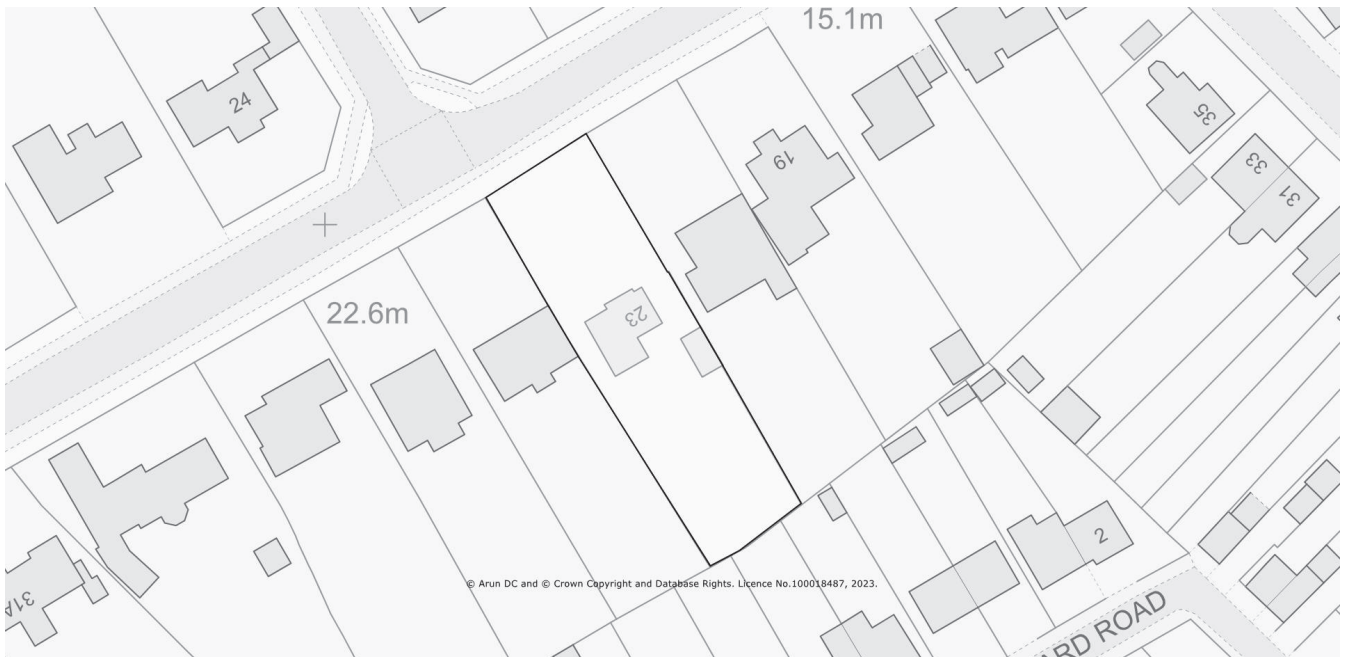 15.1m
24
19
35
33
31
22.6m
23
© Arun DC and © Crown Copyright and Database Rights. Licence No.100018487, 2023.
2
31A
ARD ROAD